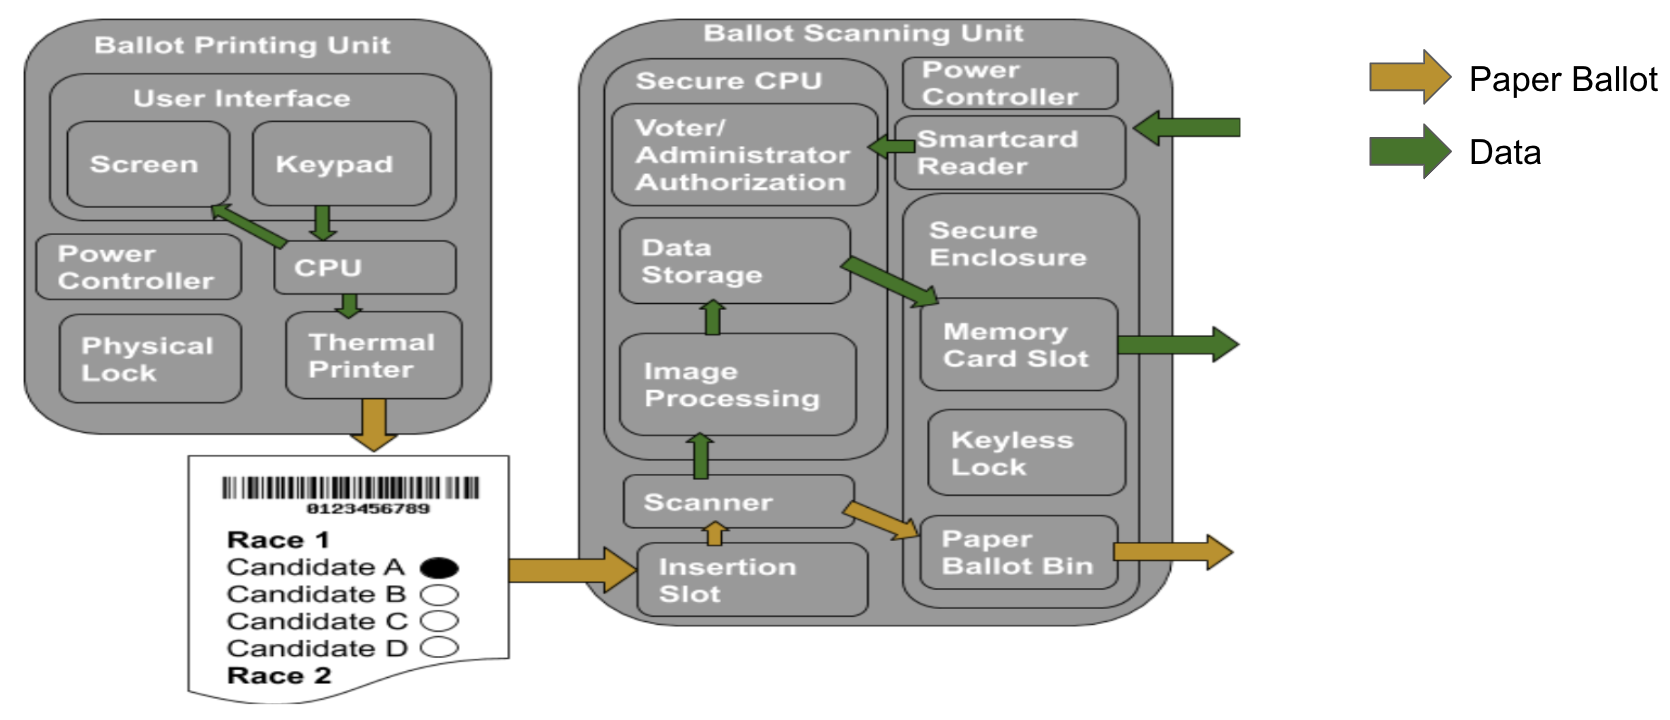 Ballot Printing Unit
User Interface
Screen
Keypad
Power
Controller
CPU
Physical
Lock
Thermal
Printer
0123456789
Race 1
Candidate A
Candidate B
Candidate C
Candidate D
Race 2
Ballot Scanning Unit
Secure CPU
Voter/
Administrator
Authorization
Data
Storage
Image
Processing
Scanner
Insertion
Slot
Power
Controller
Smartcard
Reader
Secure
Enclosure
Memory
Card Slot
Keyless
Lock
Paper
Ballot Bin
Paper Ballot
Data